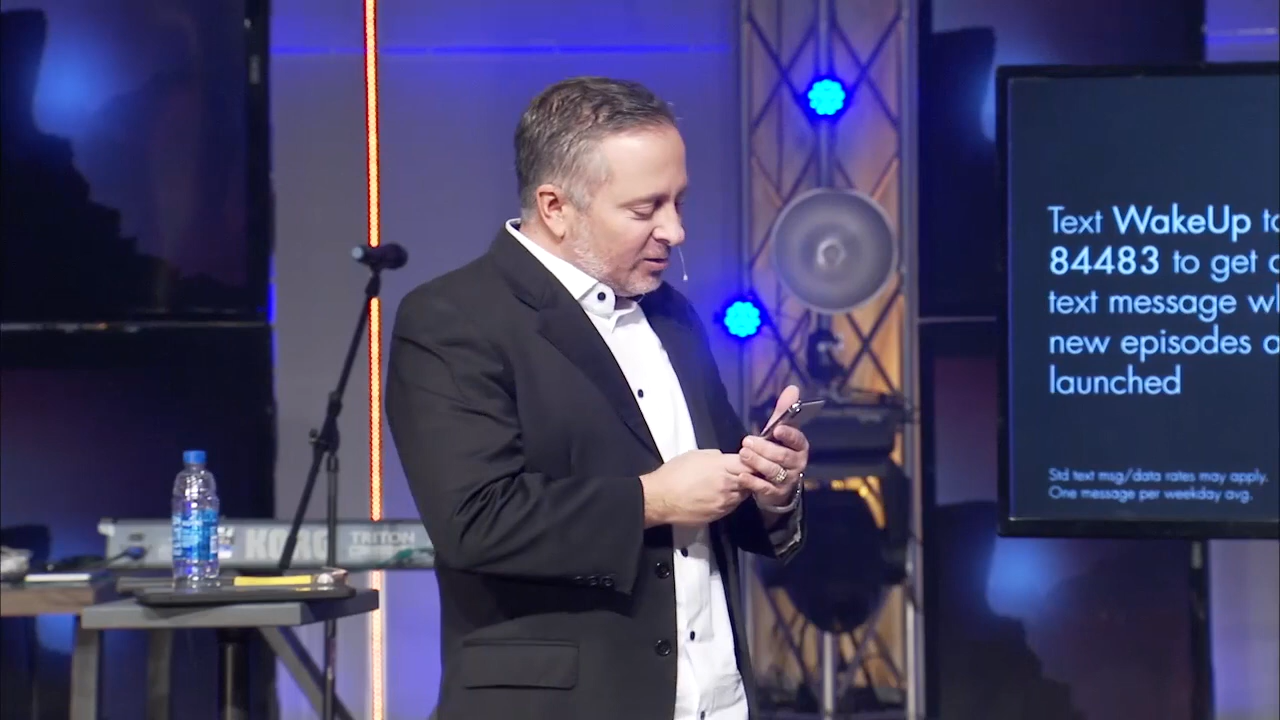 Text WakeUp to
84483 to get
text message
new episodes
launched
Std text msg/data rates may apply.
One message per weekday avg.
KORG
TRITON